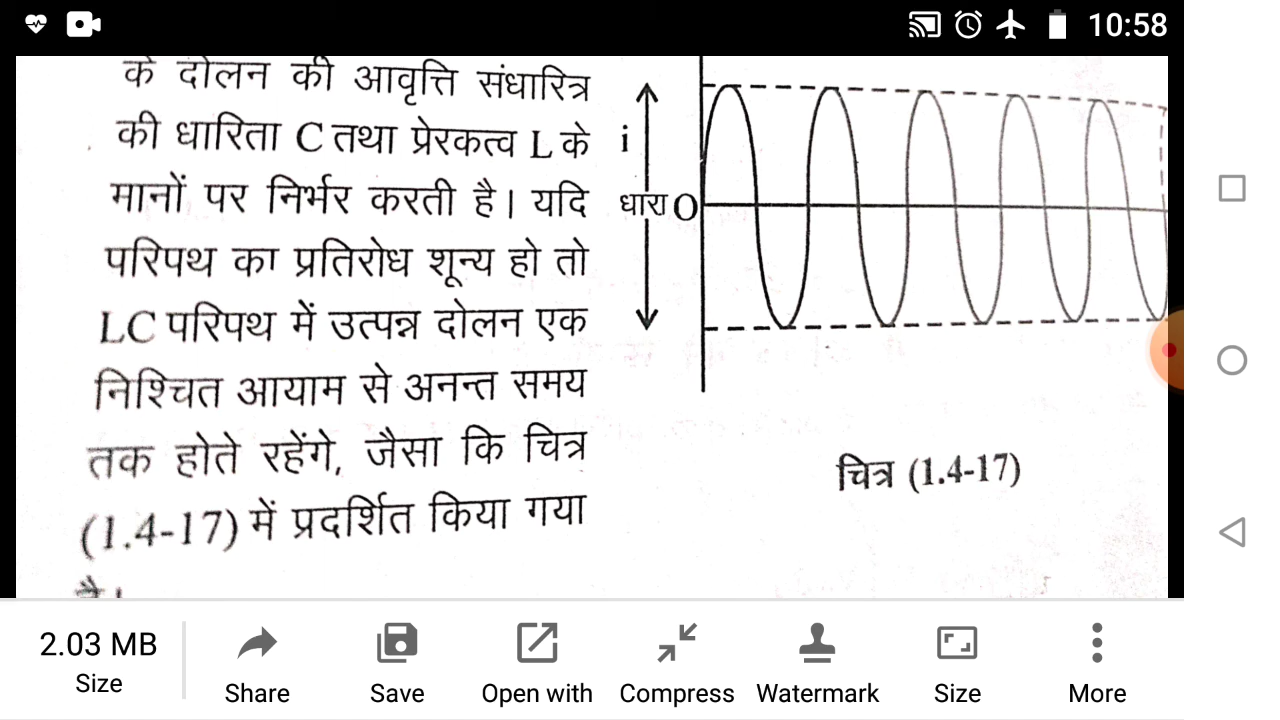 10:58
के दोलन की आवृत्ति संधारित्र
की धारिता C तथा प्रेरकत्व L के
मानों पर निर्भर करती है। यदि
परिपथ का प्रतिरोध शून्य हो तो
LC परिपथ में उत्पन्न दोलन एक
निश्चित आयाम से अनन्त समय
तक होते रहेंगे, जैसा कि चित्र
(1.4-17) में प्रदर्शित किया गया
है।
i
धारा O
चित्र (1.4-17)
2.03 MB
Size
Share
Save
Open with
Compress
Watermark
Size
More